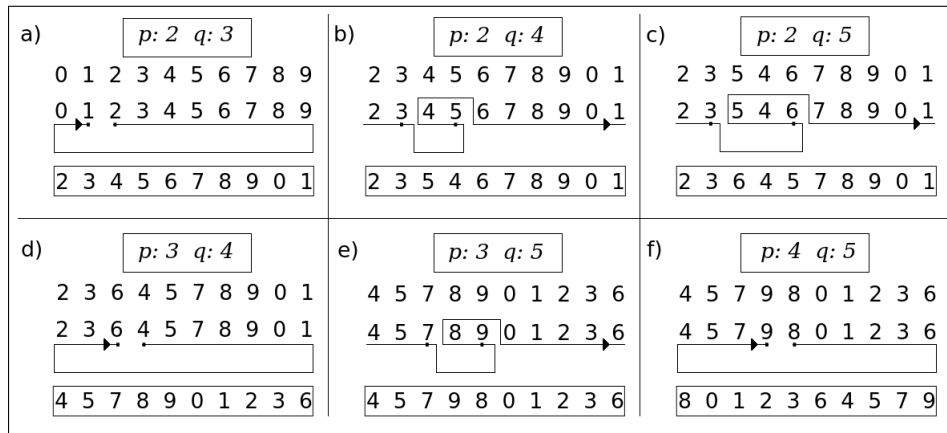 a) p: 2 q: 3
0 1 2 3 4 5 6 7 8 9
0 1 2 3 4 5 6 7 8 9
2 3 4 5 6 7 8 9 0 1
b) p: 2 q: 4
2 3 4 5 6 7 8 9 0 1
2 3 4 5 6 7 8 9 0 1
2 3 5 4 6 7 8 9 0 1
c) p: 2 q: 5
2 3 5 4 6 7 8 9 0 1
2 3 5 4 6 7 8 9 0 1
2 3 6 4 5 7 8 9 0 1
d) p: 3 q: 4
2 3 6 4 5 7 8 9 0 1
2 3 6 4 5 7 8 9 0 1
4 5 7 8 9 0 1 2 3 6
e) p: 3 q: 5
4 5 7 8 9 0 1 2 3 6
4 5 7 8 9 0 1 2 3 6
4 5 7 9 8 0 1 2 3 6
f) p: 4 q: 5
4 5 7 9 8 0 1 2 3 6
4 5 7 9 8 0 1 2 3 6
8 0 1 2 3 6 4 5 7 9